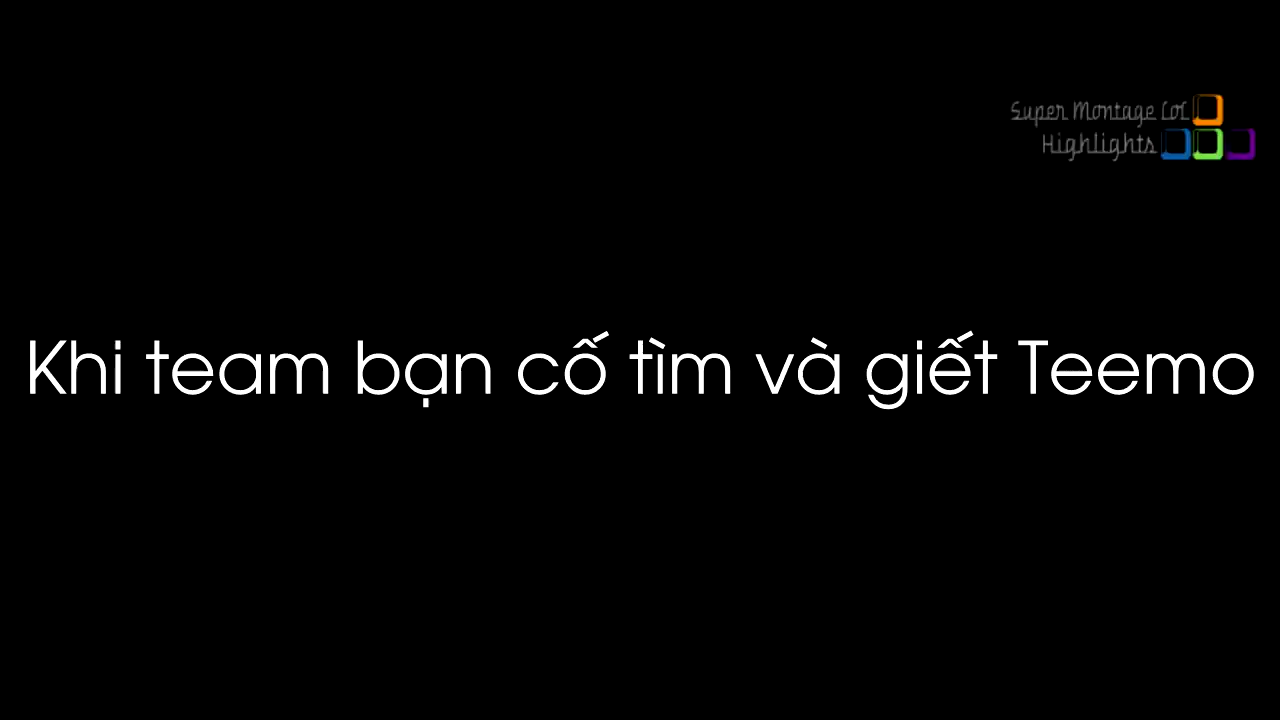 Super Montage LoL
Highlights
Khi team bạn cố tìm và giết Teemo